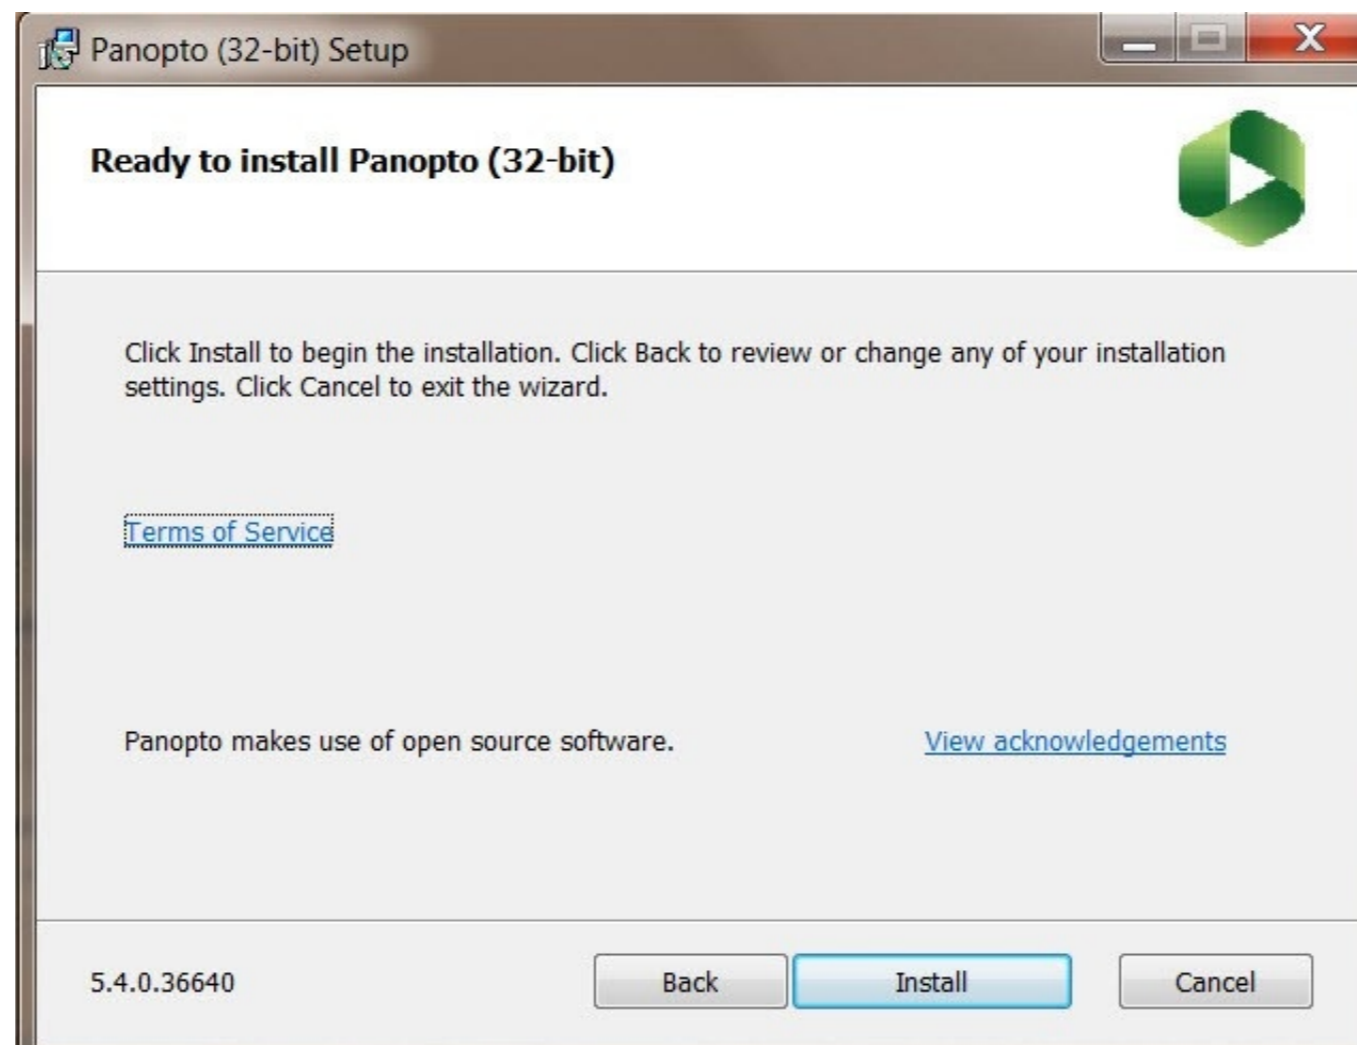 Panopto (32-bit) Setup
Ready to install Panopto (32-bit)
Click Install to begin the installation. Click Back to review or change any of your installation
settings. Click Cancel to exit the wizard.
Terms of Service
Panopto makes use of open source software. View acknowledgements
5.4.0.36640 Back Install Cancel